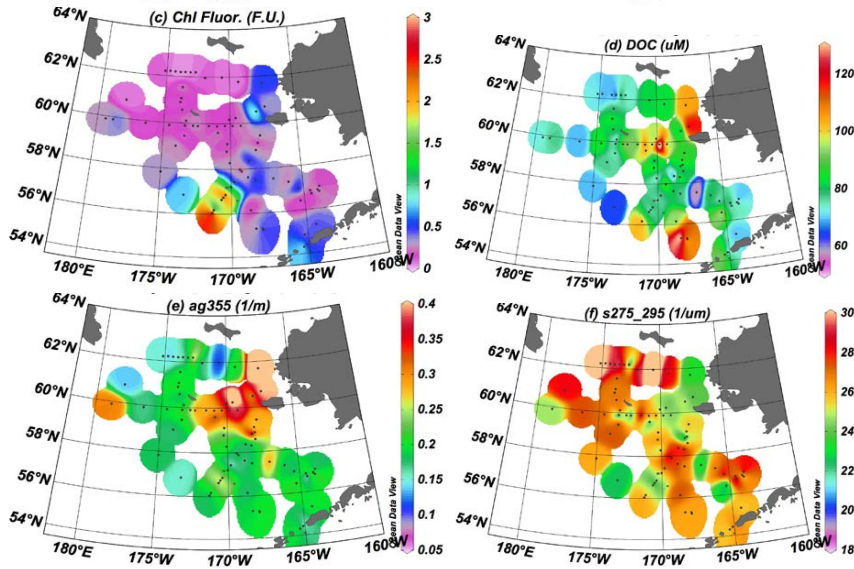 (c) Chl Fluor. (F.U.)
64°N
62°N
60°N
58°N
56°N
54°N
180°E
175°W
170°W
165°W
160°W
3
2.5
2
1.5
1
0.5
0
Ocean Data View
(d) DOC (uM)
64°N
62°N
60°N
58°N
56°N
54°N
180°E
175°W
170°W
165°W
160°W
120
100
80
60
Ocean Data View
(e) ag355 (1/m)
64°N
62°N
60°N
58°N
56°N
54°N
180°E
175°W
170°W
165°W
160°W
0.4
0.35
0.3
0.25
0.2
0.15
0.1
0.05
Ocean Data View
(f) s275_295 (1/um)
64°N
62°N
60°N
58°N
56°N
54°N
180°E
175°W
170°W
165°W
160°W
30
28
26
24
22
20
18
Ocean Data View